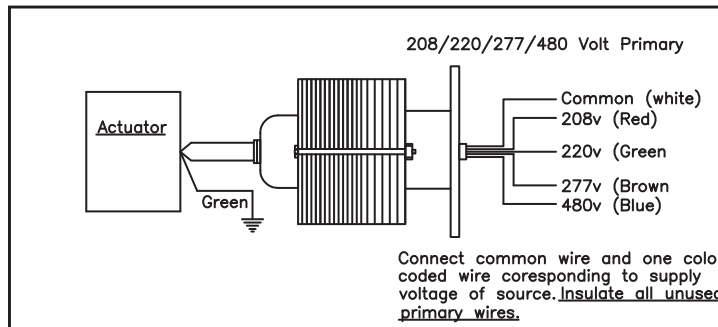 208/220/277/480 Volt Primary
Common (white)
208v (Red)
Actuator
220v (Green
277v (Brown
Green
480v (Blue)
Connect common wire and one colo
coded wire coresponding to supply
voltage of source. Insulate all unused
primary wires.